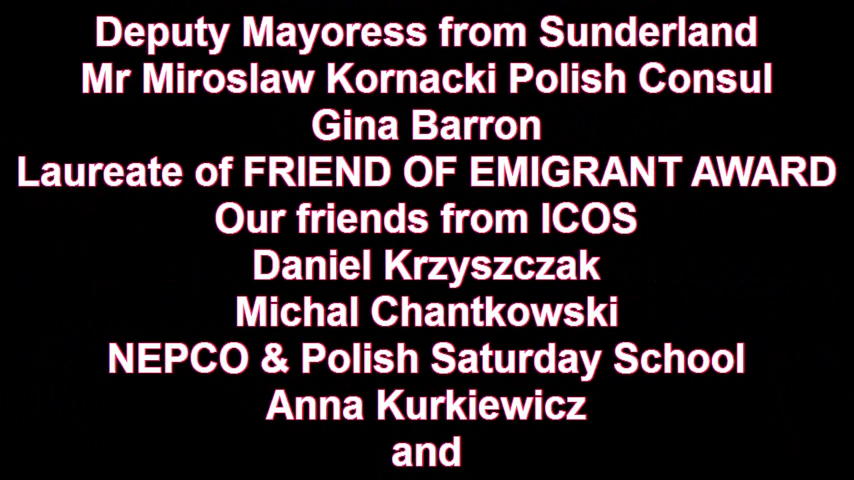 Deputy Mayoress from Sunderland
Mr Miroslaw Kornacki Polish Consul
Gina Barron
Laureate of FRIEND OF EMIGRANT AWARD
Our friends from ICOS
Daniel Krzyszczak
Michal Chantkowski
NEPCO & Polish Saturday School
Anna Kurkiewicz
and